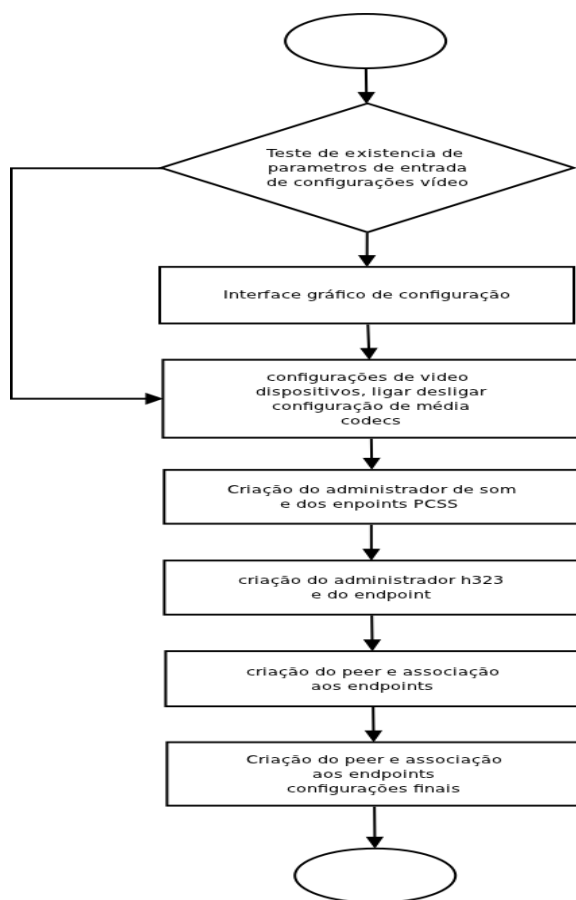 Teste de existencia de
parametros de entrada
de configurações vídeo
Interface gráfico de configuração
configurações de video
dispositivos, ligar desligar
configuração de média
codecs
Criação do administrador de som
e dos enpoints PCSS
criação do administrádor h323
e do endpoint
criação do peer e associação
aos endpoints
Criação do peer e associação
aos endpoints
configurações finais